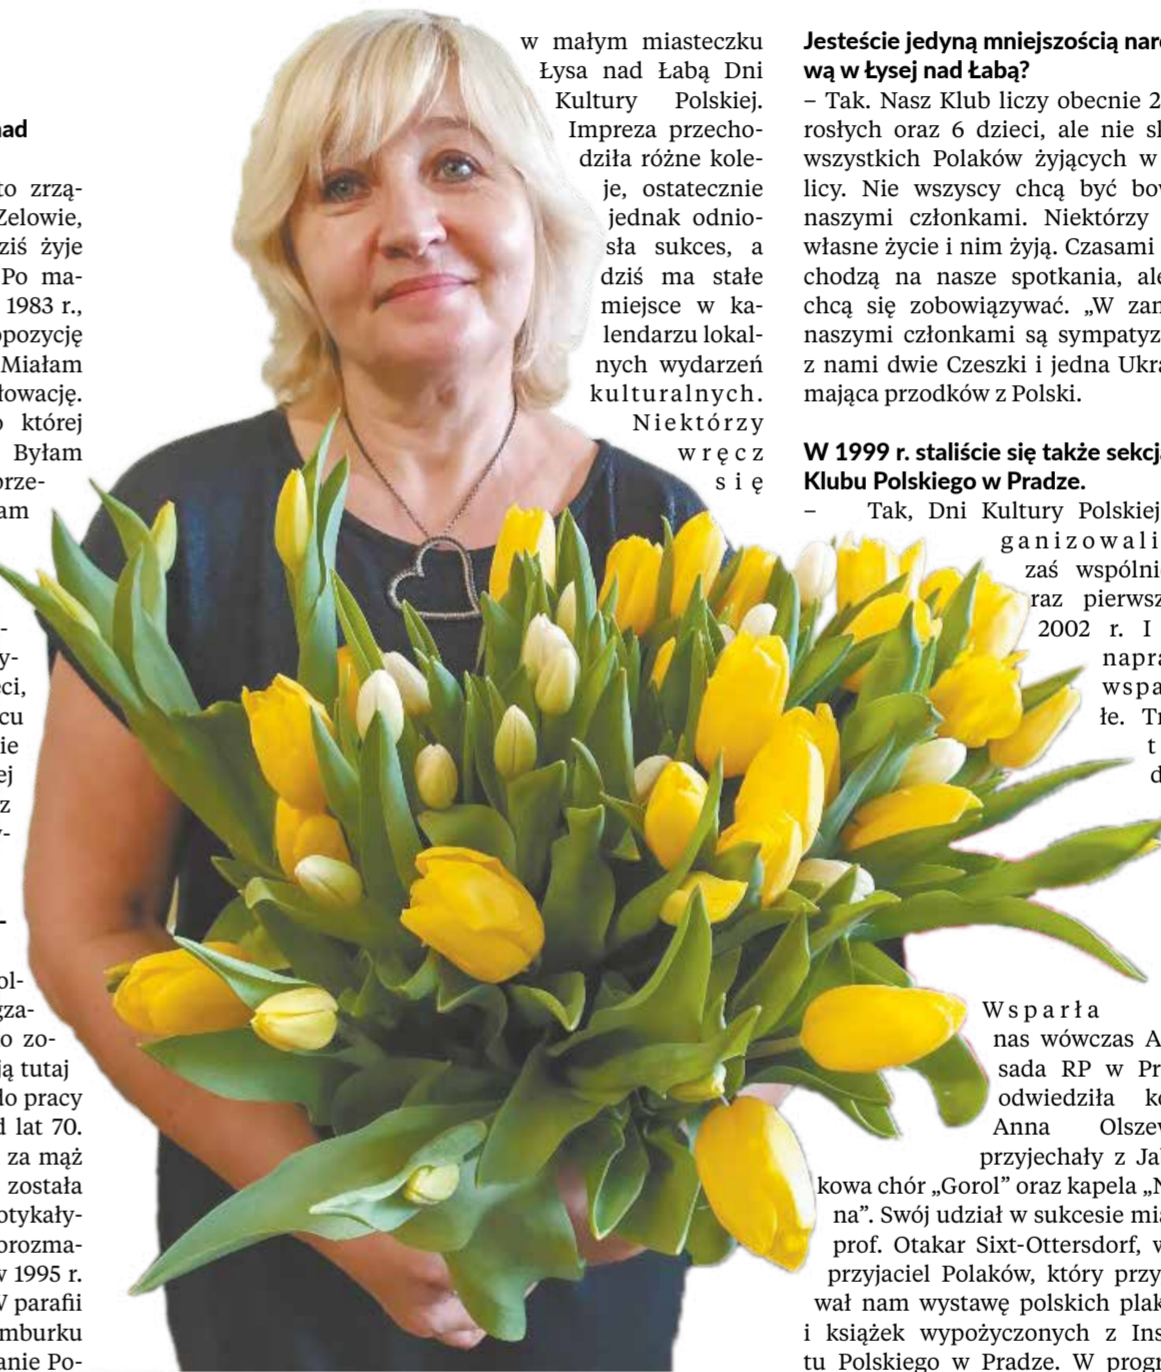 nad
to zrzą-
Zelowie,
ziś żyje
Po ma-
1983 r.,
opozycję
Miałam
łowację.
o której
Byłam
orze-
am
-
y-
eci,
cu
ie
ej
z
y-
ol-
gza-
o zo-
ją tutaj
do pracy
d lat 70.
za mąż
została
otykały-
orozma-
w 1995 r.
W parafii
mburku
anie Po-
w małym miasteczku
Łysa nad Łabą Dni
Kultury Polskiej.
Impreza przecho-
dziła różne kole-
je, ostatecznie
jednak odnio-
sła sukces, a
dziś ma stałe
miejsce w ka-
lendarzu lokal-
nych wydarzeń
kulturalnych.
Niektórzy
wręcz
się
Jesteście jedyną mniejszością naro
wą w Łysej nad Łabą?
– Tak. Nasz Klub liczy obecnie 2
rosłych oraz 6 dzieci, ale nie sk
wszystkich Polaków żyjących w
licy. Nie wszyscy chcą być bow
naszymi członkami. Niektórzy
własne życie i nim żyją. Czasami
chodzą na nasze spotkania, ale
chcą się zobowiązywać. „W zam
naszymi członkami są sympatyz
z nami dwie Czeszki i jedna Ukra
mająca przodków z Polski.
W 1999 r. staliście się także sekcją
Klubu Polskiego w Pradze.
– Tak, Dni Kultury Polskiej
ganizowali
zaś wspólni
raz pierwsz
2002 r. I
napra
wspa
łe. Tr
t
d
Wsparła
nas wówczas A
sada RP w Pr
odwiedziła ko
Anna Olszew
przyjechały z Ja
kowa chór „Gorol” oraz kapela „N
na”. Swój udział w sukcesie mia
prof. Otakar Sixt-Ottersdorf, w
przyjaciel Polaków, który przy
wał nam wystawę polskich plak
i książek wypożyczonych z Ins
tu Polskiego w Pradze. W progr